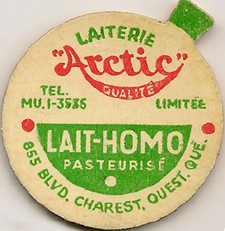 LAITERIE
"Arctic"
QUALITÉ
TEL. LIMITÉE
MU. 1-3586
LAIT-HOMO
PASTEURISÉ
855 BLVD. CHAREST, OUEST. QUÉ.